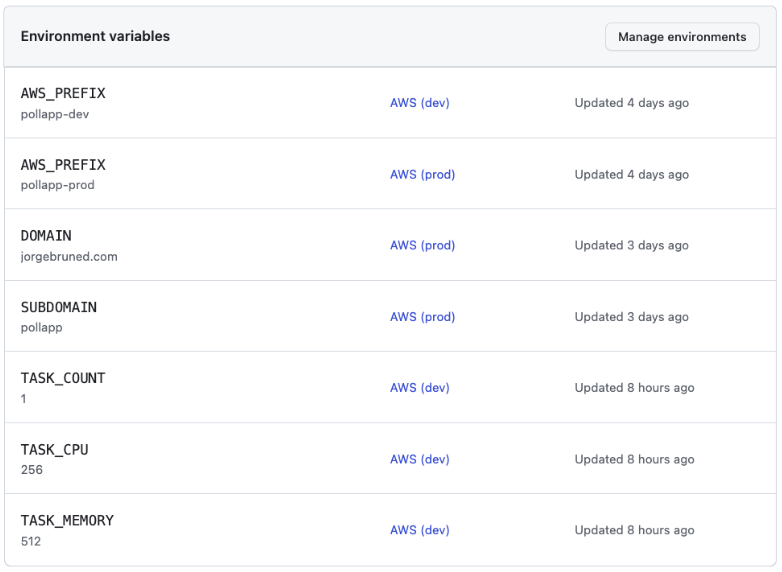 Environment variables
Manage environments
AWS_PREFIX
pollapp-dev
AWS (dev)
Updated 4 days ago
AWS_PREFIX
pollapp-prod
AWS (prod)
Updated 4 days ago
DOMAIN
jorgebruned.com
AWS (prod)
Updated 3 days ago
SUBDOMAIN
pollapp
AWS (prod)
Updated 3 days ago
TASK_COUNT
1
AWS (dev)
Updated 8 hours ago
TASK_CPU
256
AWS (dev)
Updated 8 hours ago
TASK_MEMORY
512
AWS (dev)
Updated 8 hours ago